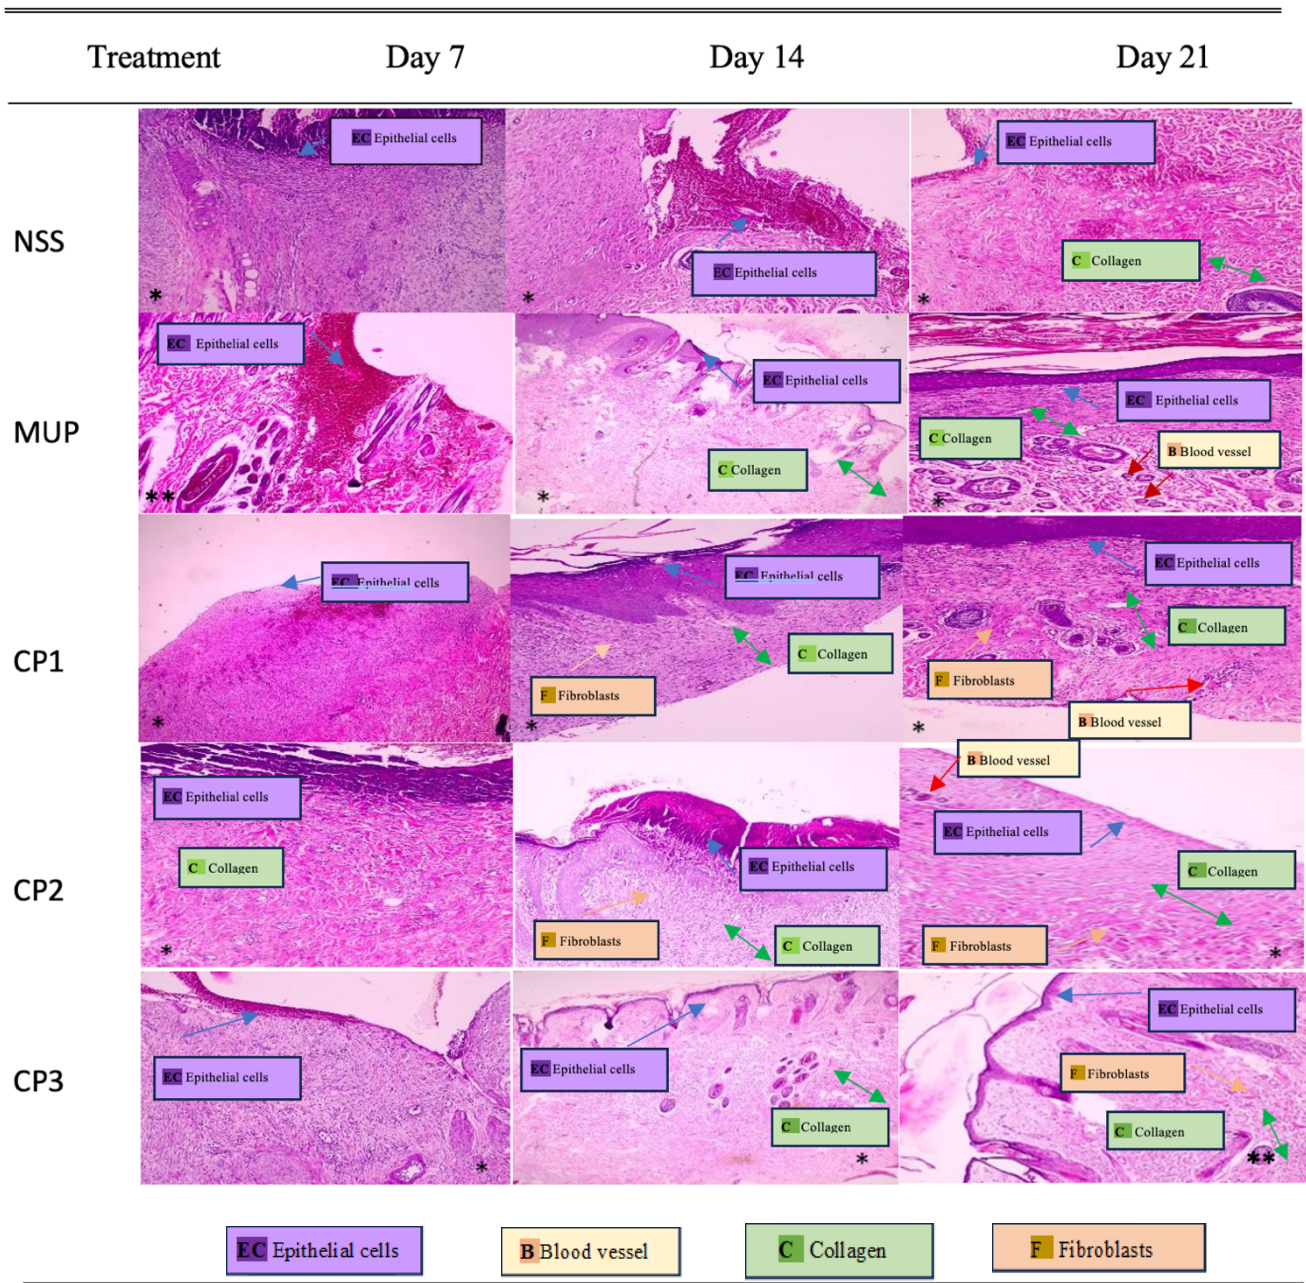 Treatment Day 7 Day 14 Day 21
NSS
EC Epithelial cells
*
EC Epithelial cells
*
EC Epithelial cells
C Collagen
*
MUP
EC Epithelial cells
**
EC Epithelial cells
C Collagen
*
EC Epithelial cells
C Collagen
B Blood vessel
*
CP1
EC Epithelial cells
*
EC Epithelial cells
C Collagen
F Fibroblasts
*
EC Epithelial cells
C Collagen
F Fibroblasts
B Blood vessel
*
CP2
EC Epithelial cells
C Collagen
*
EC Epithelial cells
F Fibroblasts
C Collagen
B Blood vessel
EC Epithelial cells
C Collagen
F Fibroblasts
*
CP3
EC Epithelial cells
*
EC Epithelial cells
C Collagen
*
EC Epithelial cells
F Fibroblasts
C Collagen
**
EC Epithelial cells B Blood vessel C Collagen F Fibroblasts